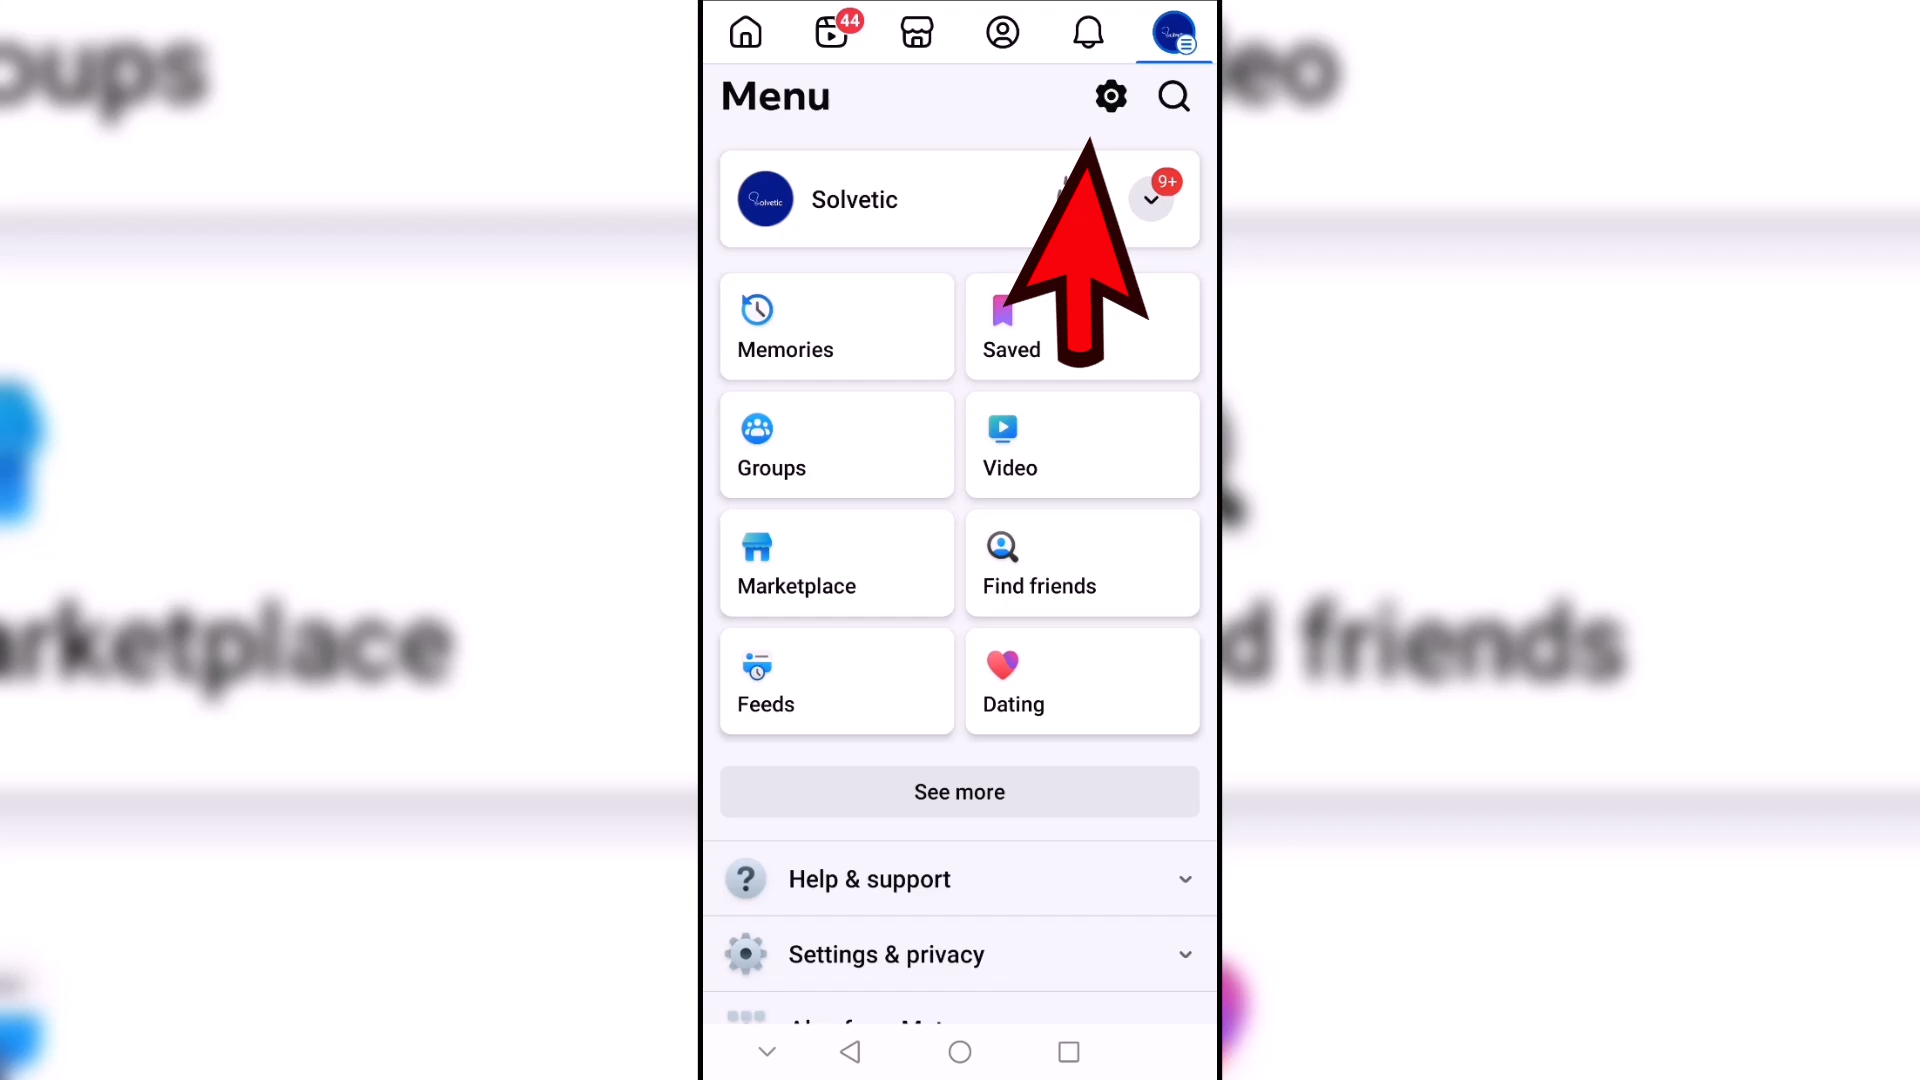 44
Menu
Solvetic
Solvetic
9+
Memories
Saved
Groups
Video
Marketplace
Find friends
Feeds
Dating
See more
Help & support
Settings & privacy